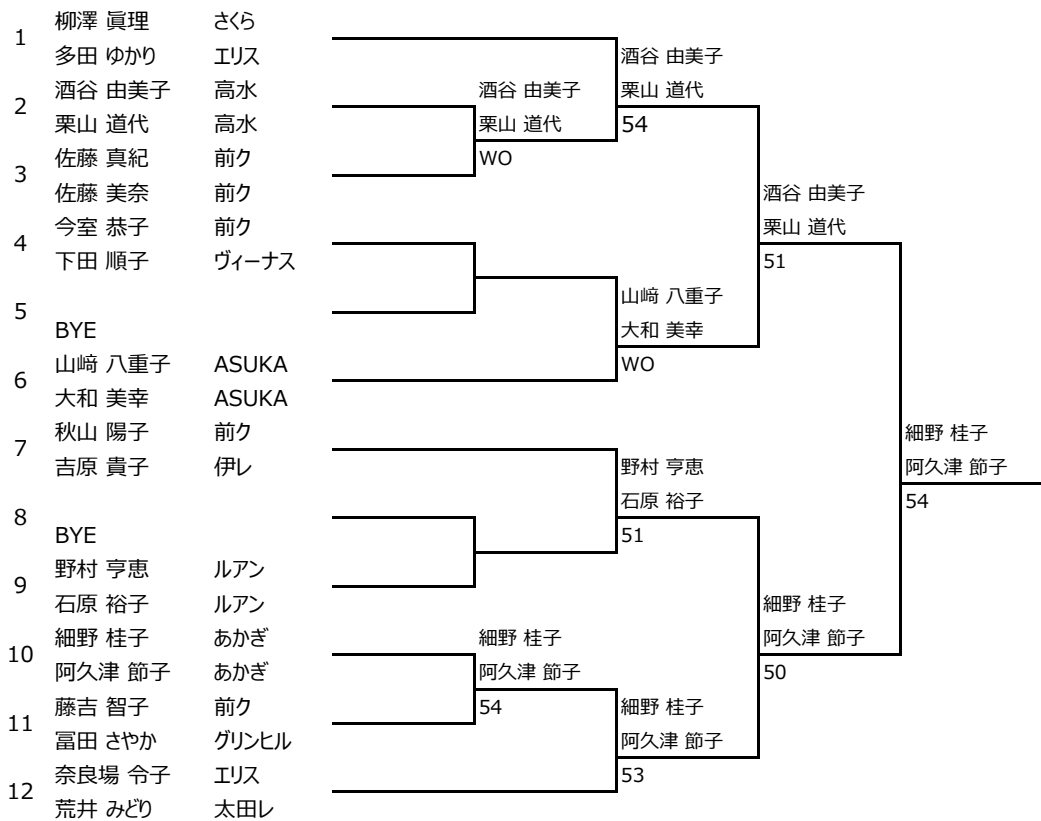 柳澤 眞理 さくら
1
多田 ゆかり エリス
酒谷 由美子 高水
2
栗山 道代 高水
佐藤 真紀 前ク
3
佐藤 美奈 前ク
今室 恭子 前ク
4
下田 順子 ヴィーナス
5
BYE
山﨑 八重子 ASUKA
6
大和 美幸 ASUKA
秋山 陽子 前ク
7
吉原 貴子 伊レ
8
BYE
野村 亨恵 ルアン
9
石原 裕子 ルアン
細野 桂子 あかぎ
10
阿久津 節子 あかぎ
藤吉 智子 前ク
11
冨田 さやか グリンヒル
奈良場 令子 エリス
12
荒井 みどり 太田レ
酒谷 由美子
栗山 道代
WO
細野 桂子
阿久津 節子
54
酒谷 由美子
栗山 道代
54
山﨑 八重子
大和 美幸
WO
野村 亨恵
石原 裕子
51
細野 桂子
阿久津 節子
53
酒谷 由美子
栗山 道代
51
細野 桂子
阿久津 節子
50
細野 桂子
阿久津 節子
54